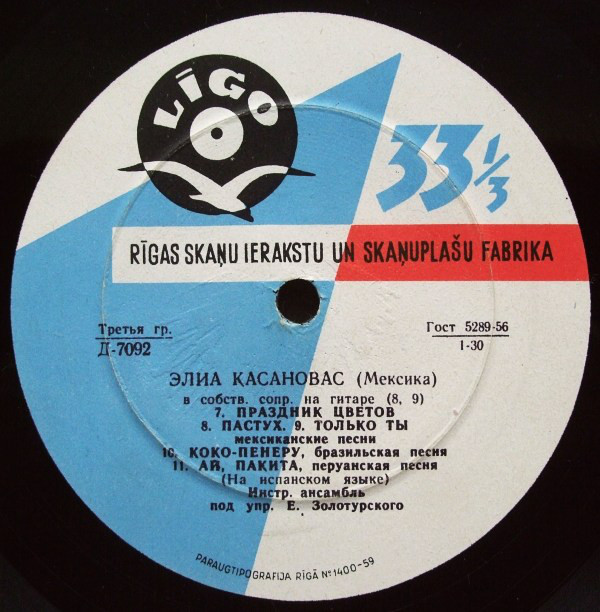 LĪGO
33 1/3
RĪGAS SKAŅU IERAKSTU UN SKAŅUPLAŠU FABRIKA
Третья гр.
Д-7092
Гост 5289-56
1-30
ЭЛИА КАСАНОВАС (Мексика)
в собств. сопр. на гитаре (8, 9)
7. ПРАЗДНИК ЦВЕТОВ
8. ПАСТУХ. 9. ТОЛЬКО ТЫ
мексиканские песни
10. КОКО-ПЕНЕРУ, бразильская песня
11. АЙ, ПАКИТА, перуанская песня
(На испанском языке)
Инстр. ансамбль
под упр. Е. Золотурского
PARAUGTIPOGRAFIJA RĪGĀ №1400-59